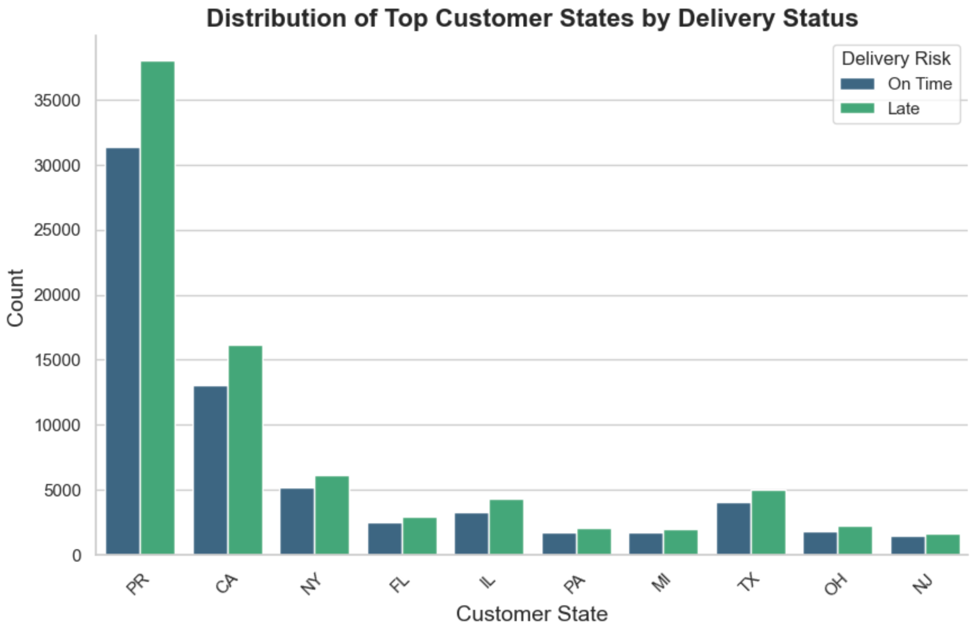 Distribution of Top Customer States by Delivery Status
Delivery Risk
On Time
Late
35000
30000
25000
20000
15000
10000
5000
0
Count
PR
CA
NY
FL
IL
PA
MI
TX
OH
NJ
Customer State